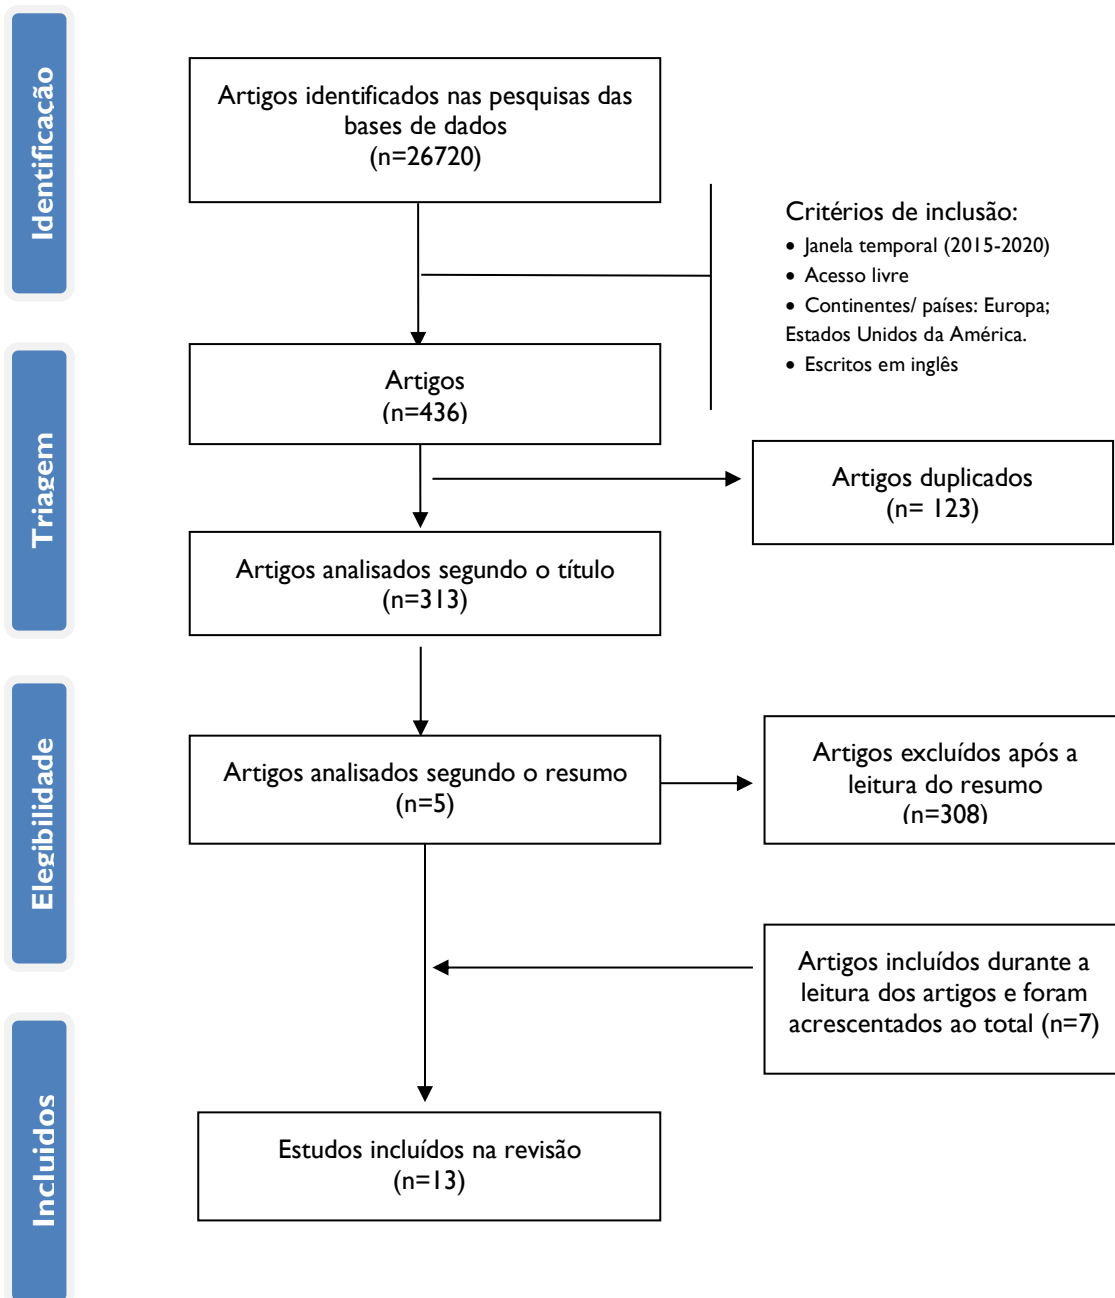 Identificação
Artigos identificados nas pesquisas das
bases de dados
(n=26720)
Critérios de inclusão:
• Janela temporal (2015-2020)
• Acesso livre
• Continentes/ países: Europa;
Estados Unidos da América.
• Escritos em inglês
Triagem
Artigos
(n=436)
Artigos duplicados
(n= 123)
Artigos analisados segundo o título
(n=313)
Elegibilidade
Artigos analisados segundo o resumo
(n=5)
Artigos excluídos após a
leitura do resumo
(n=308)
Artigos incluídos durante a
leitura dos artigos e foram
acrescentados ao total (n=7)
Incluidos
Estudos incluídos na revisão
(n=13)